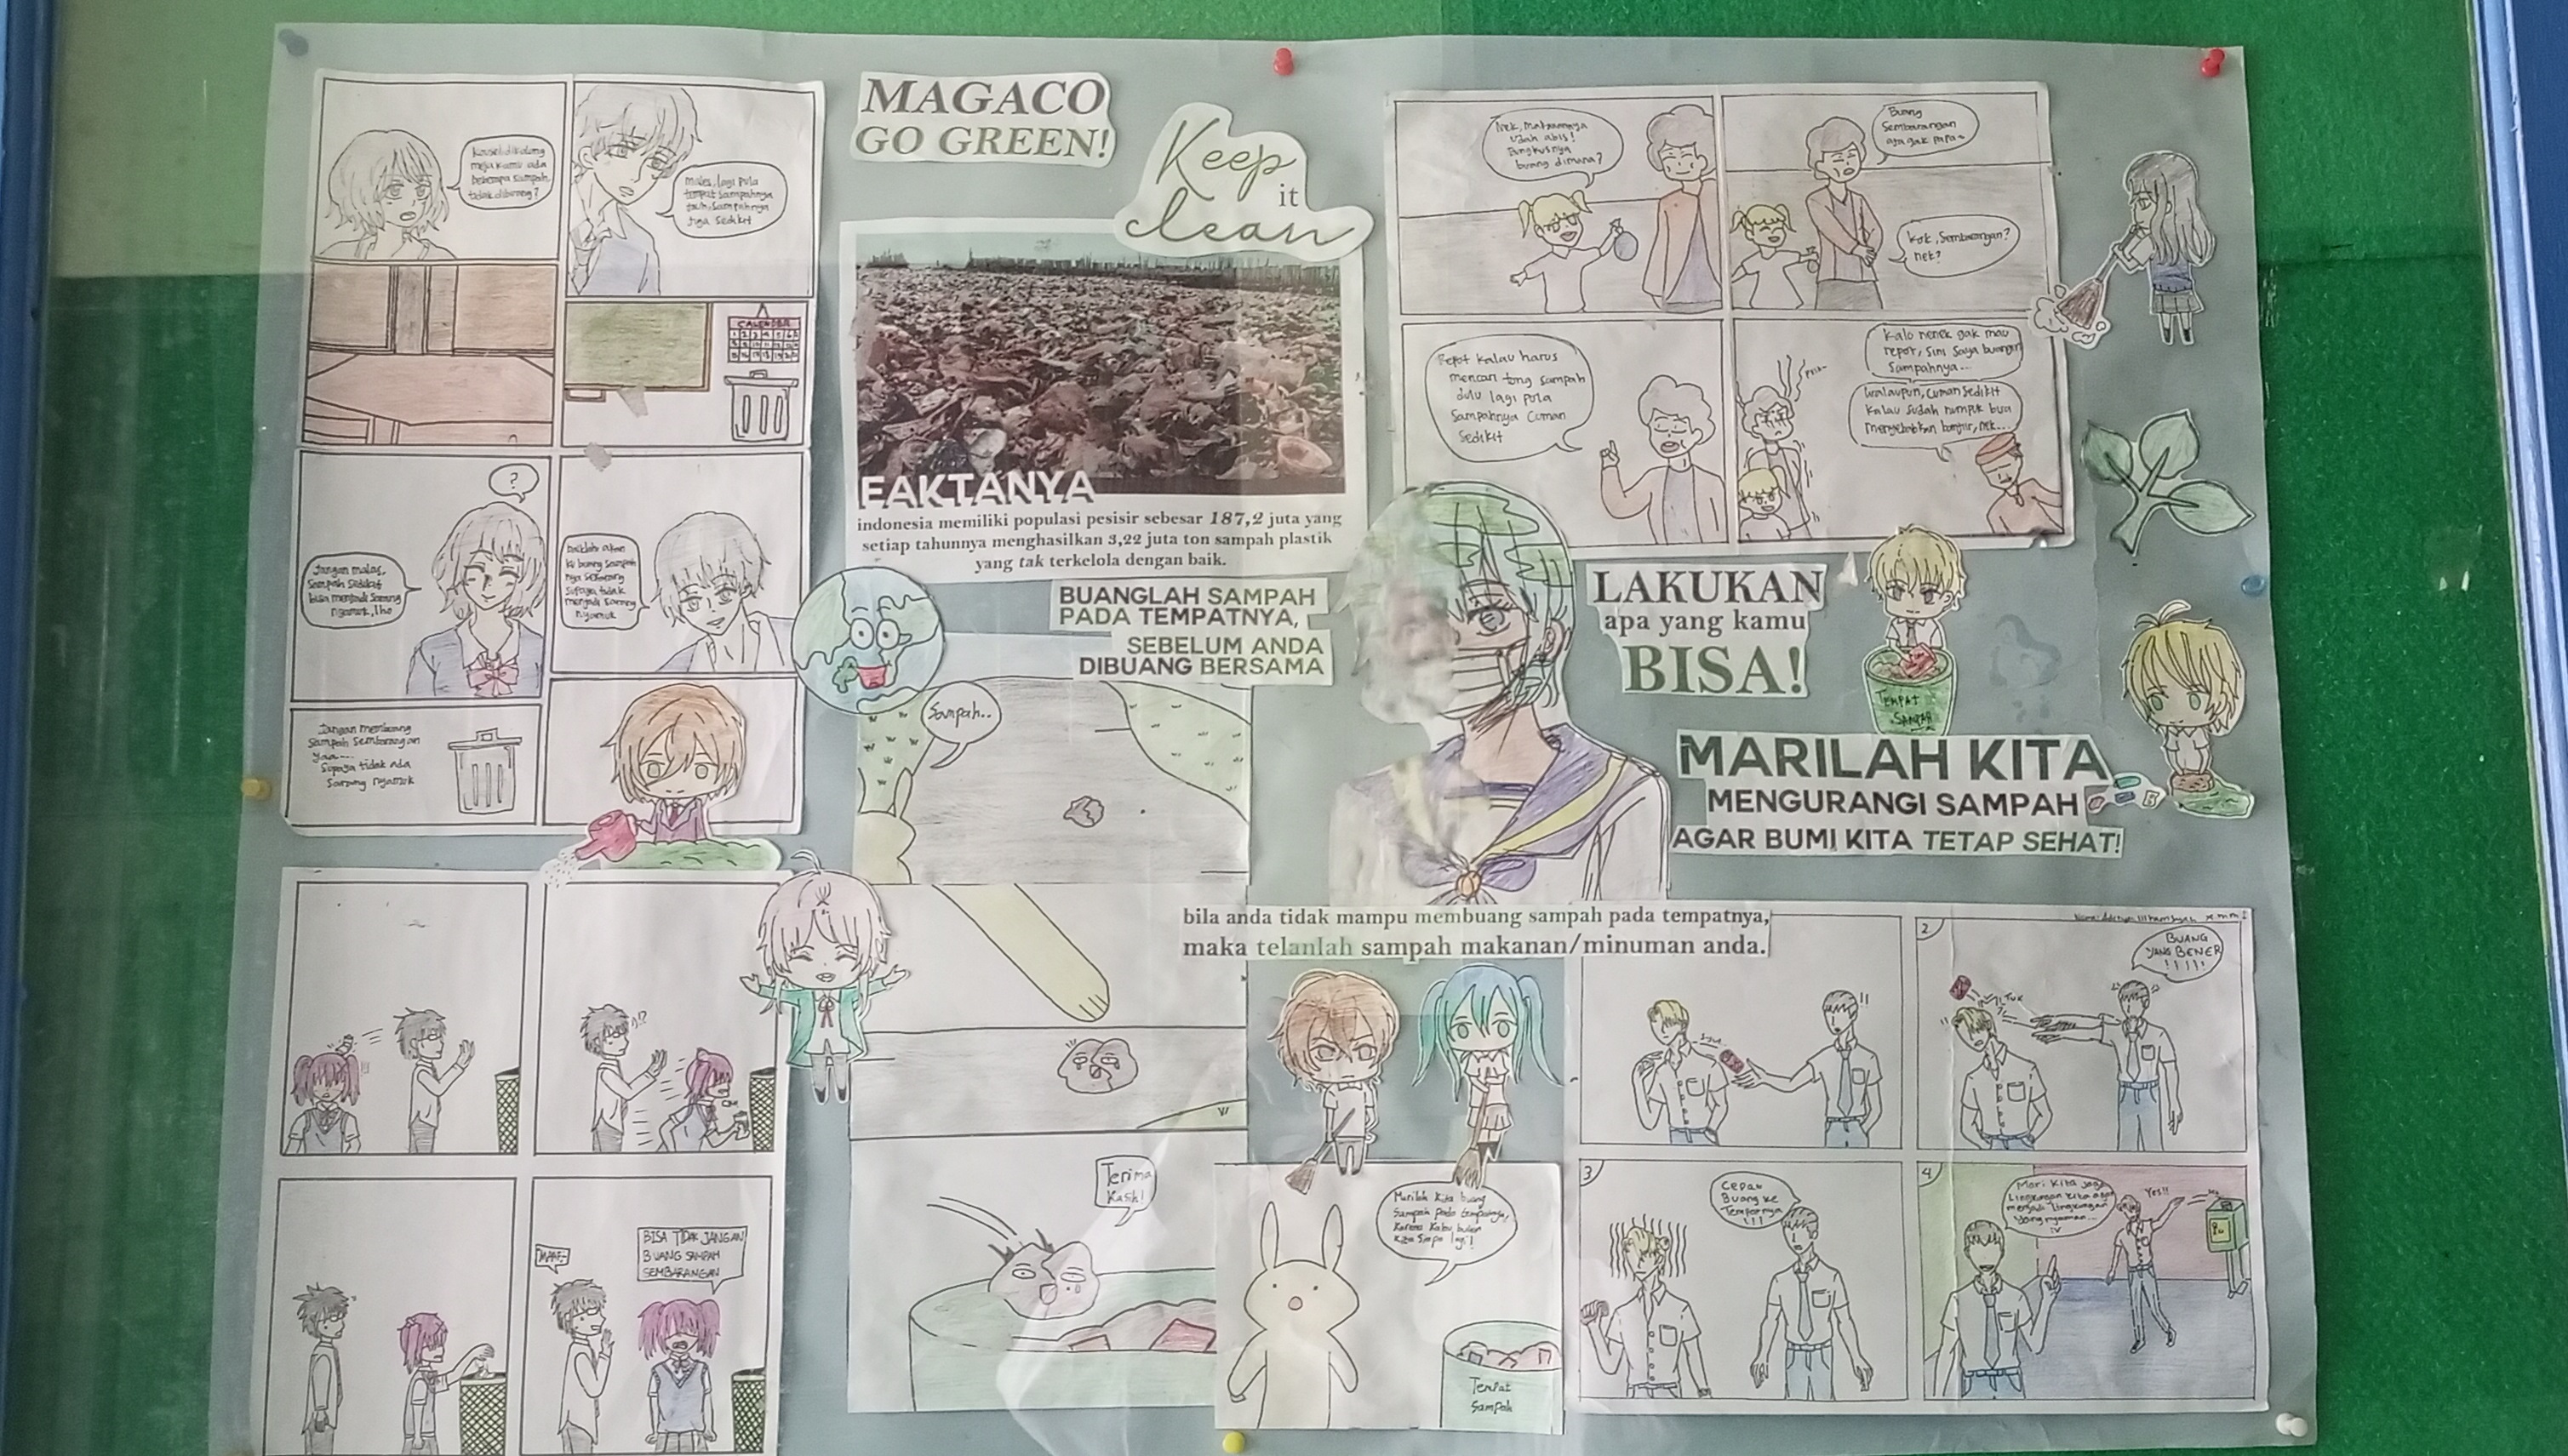 MAGACO
GO GREEN!
Keep
it
clean
dikolong
meja kamu ada
beberapa sampah
tidak dibuang?
males, lagi pula
tempat sampahnya
sampahnya
juga sedikit
CALENDER
?
Jangan malas,
Sampah sedikit
bisa menjadi sarang
nyamuk, lho
Baiklah akan
ku buang sampah
nya sekarang
supaya tidak
menjadi sarang
nyamuk
Jangan membuang
Sampah Sembarangan
yaa...
Supaya tidak ada
Sarang nyamuk
FAKTANYA
indonesia memiliki populasi pesisir sebesar 187,2 juta yang
setiap tahunnya menghasilkan 3,22 juta ton sampah plastik
yang tak terkelola dengan baik.
BUANGLAH SAMPAH
PADA TEMPATNYA,
SEBELUM ANDA
DIBUANG BERSAMA
Nek, makanannya
udah abis!
Bungkusnya
buang dimana?
Buang
Sembarangan
aja gak papa~
Kok, Sembarangan?
nek?
Repot kalau harus
mencari tong sampah
dulu lagi pula
Sampahnya Cuman
Sedikit
Kalo nenek gak mau
repot, sini saya buangin
Sampahnya...
Walaupun, Cuman Sedikit
kalau sudah numpuk bisa
menyebabkan banjir, nek...
LAKUKAN
apa yang kamu
BISA!
TEMPAT
SAMPAH
MARILAH KITA
MENGURANGI SAMPAH
AGAR BUMI KITA TETAP SEHAT!
Sampah..
Terima
Kasih!
bila anda tidak mampu membuang sampah pada tempatnya,
maka telanlah sampah makanan/minuman anda.
Marilah kita buang
Sampah pada tempatnya,
Karena Kalau bukan
kita Siapa lagi!
Tempat
Sampah
!?
MAAF-
BISA TIDAK JANGAN
BUANG SAMPAH
SEMBARANGAN
!!
2
BUANG
YANG BENER
!!!!!
TUK
3
Cepat
Buang ke
Tempatnya
!!!
4
Mari kita jaga
lingkungan kita agar
menjadi lingkungan
yang nyaman...
Yes!!